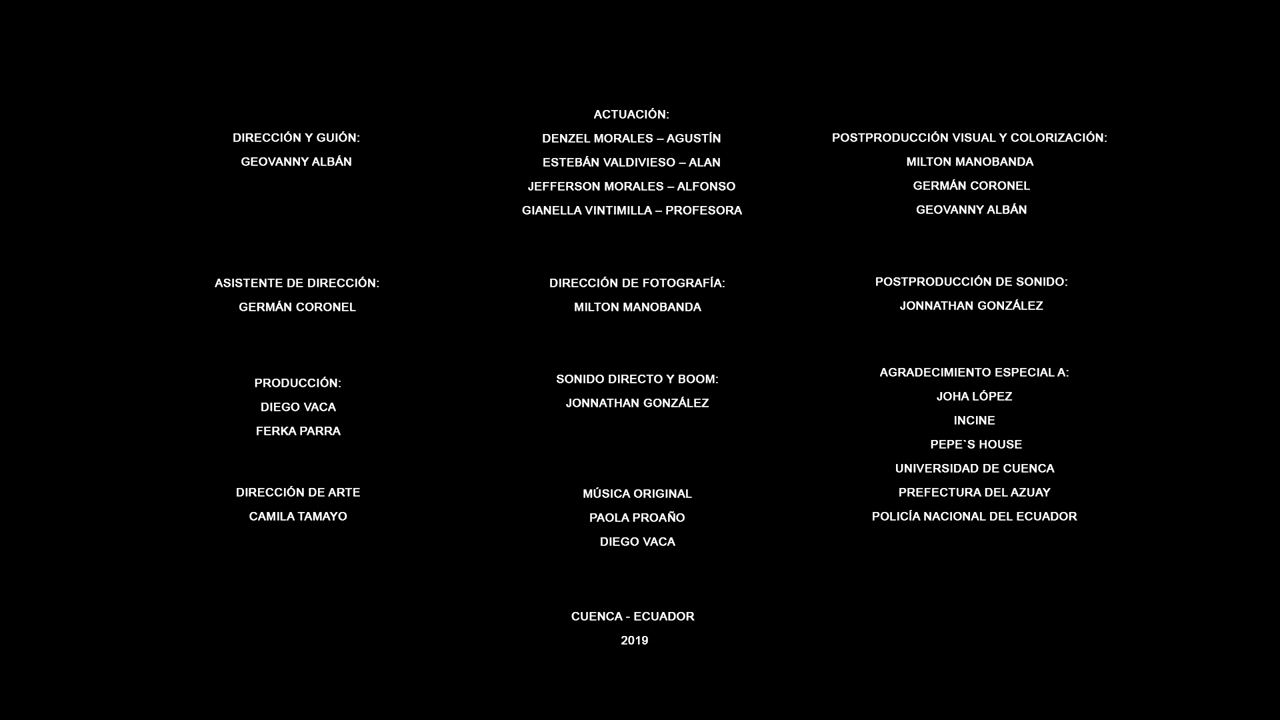 DIRECCIÓN Y GUIÓN:
GEOVANNY ALBÁN
ASISTENTE DE DIRECCIÓN:
GERMÁN CORONEL
PRODUCCIÓN:
DIEGO VACA
FERKA PARRA
DIRECCIÓN DE ARTE
CAMILA TAMAYO
ACTUACIÓN:
DENZEL MORALES – AGUSTÍN
ESTEBÁN VALDIVIESO – ALAN
JEFFERSON MORALES – ALFONSO
GIANELLA VINTIMILLA – PROFESORA
DIRECCIÓN DE FOTOGRAFÍA:
MILTON MANOBANDA
SONIDO DIRECTO Y BOOM:
JONNATHAN GONZÁLEZ
MÚSICA ORIGINAL
PAOLA PROAÑO
DIEGO VACA
POSTPRODUCCIÓN VISUAL Y COLORIZACIÓN:
MILTON MANOBANDA
GERMÁN CORONEL
GEOVANNY ALBÁN
POSTPRODUCCIÓN DE SONIDO:
JONNATHAN GONZÁLEZ
AGRADECIMIENTO ESPECIAL A:
JOHA LÓPEZ
INCINE
PEPE`S HOUSE
UNIVERSIDAD DE CUENCA
PREFECTURA DEL AZUAY
POLICÍA NACIONAL DEL ECUADOR
CUENCA - ECUADOR
2019